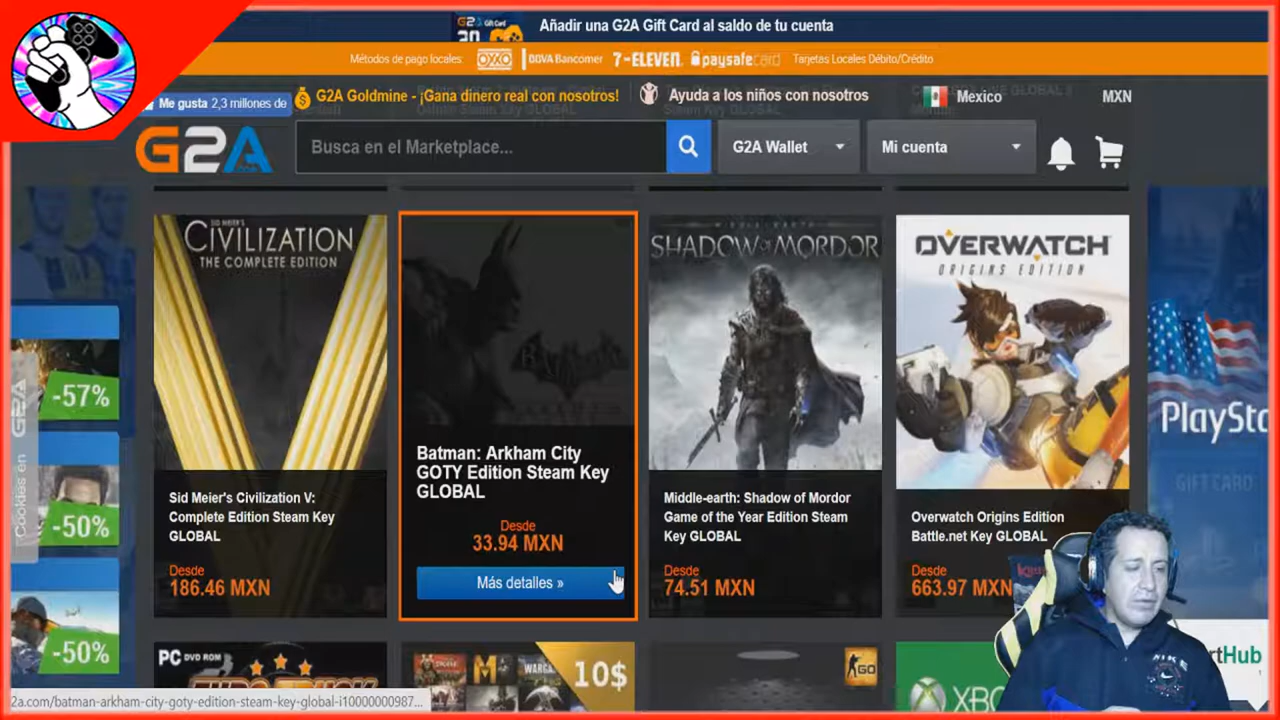 Añadir una G2A Gift Card al saldo de tu cuenta
Métodos de pago locales: OXXO BBVA Bancomer 7-ELEVEN. paysafecard Tarjetas Locales Débito/Crédito
Me gusta 2,3 millones de
G2A Goldmine - ¡Gana dinero real con nosotros!
Ayuda a los niños con nosotros
Mexico
MXN
G2A
Busca en el Marketplace...
G2A Wallet
Mi cuenta
SID MEIER'S
CIVILIZATION
THE COMPLETE EDITION
Sid Meier's Civilization V:
Complete Edition Steam Key
GLOBAL
Desde
186.46 MXN
Batman: Arkham City
GOTY Edition Steam Key
GLOBAL
Desde
33.94 MXN
Más detalles »
SHADOW OF MORDOR
Middle-earth: Shadow of Mordor
Game of the Year Edition Steam
Key GLOBAL
Desde
74.51 MXN
OVERWATCH
ORIGINS EDITION
Overwatch Origins Edition
Battle.net Key GLOBAL
Desde
663.97 MXN
-57%
-50%
-50%
Cookies en G2A
PlaySta
GIFT CARD
PC DVD ROM
10$
GO
XBO
NIKE
rtHub
2a.com/batman-arkham-city-goty-edition-steam-key-global-i10000000987...